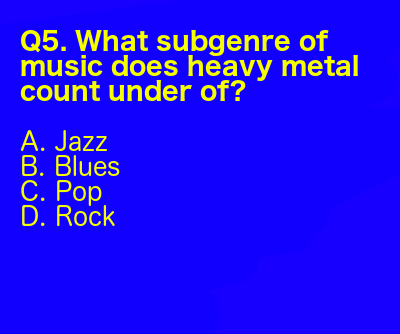 Q5. What subgenre of
music does heavy metal
count under of?
A. Jazz
B. Blues
C. Pop
D. Rock